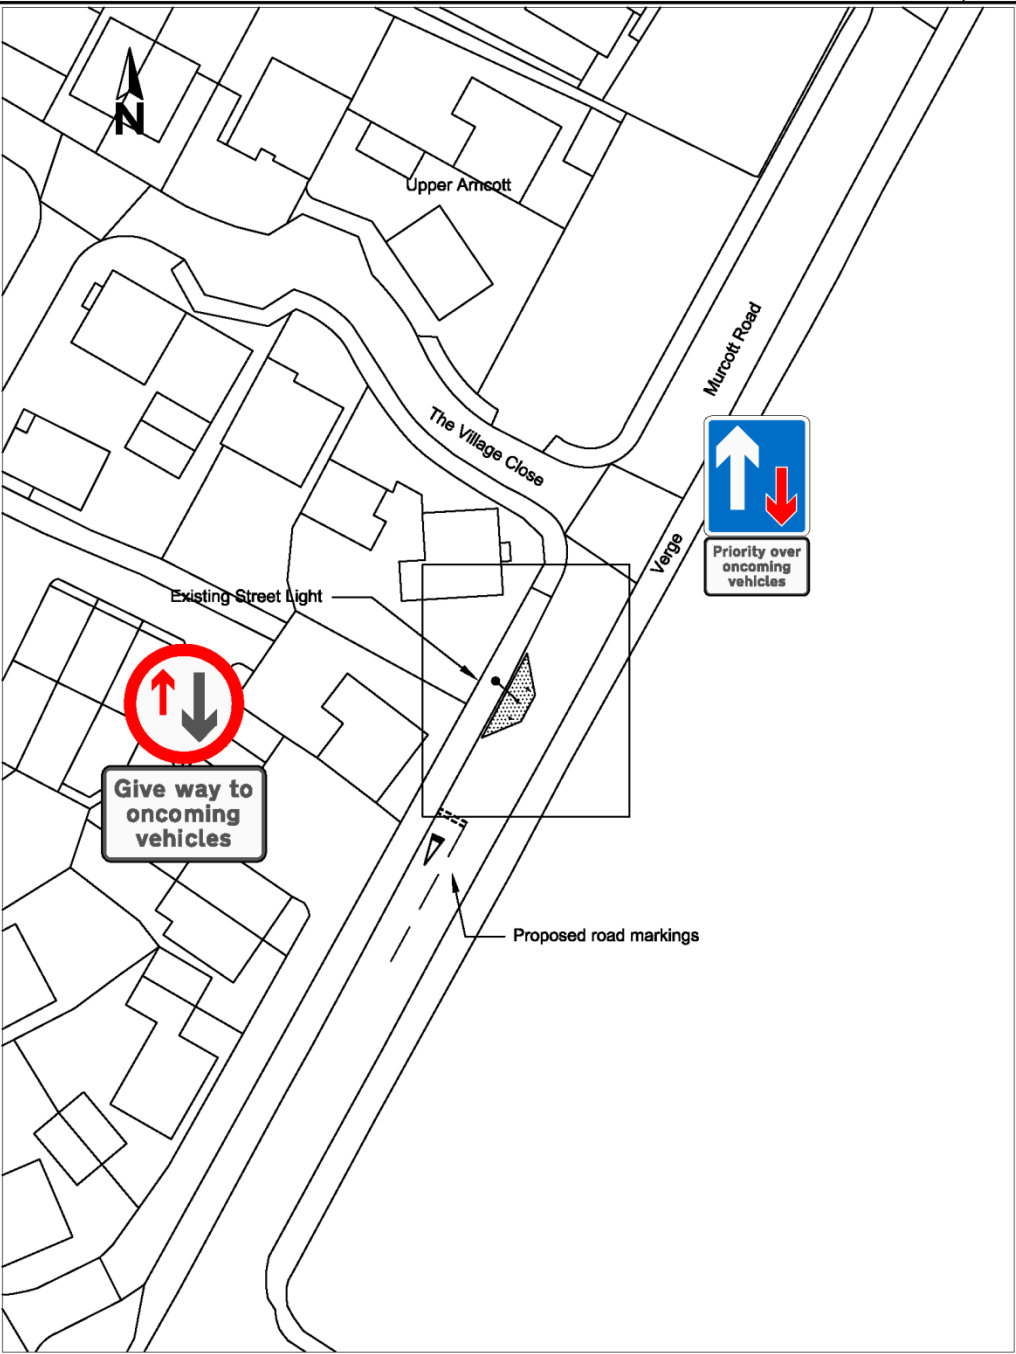 N
Upper Arncott
Murcott Road
The Village Close
Verge
Priority over
oncoming
vehicles
Existing Street Light
Give way to
oncoming
vehicles
Proposed road markings